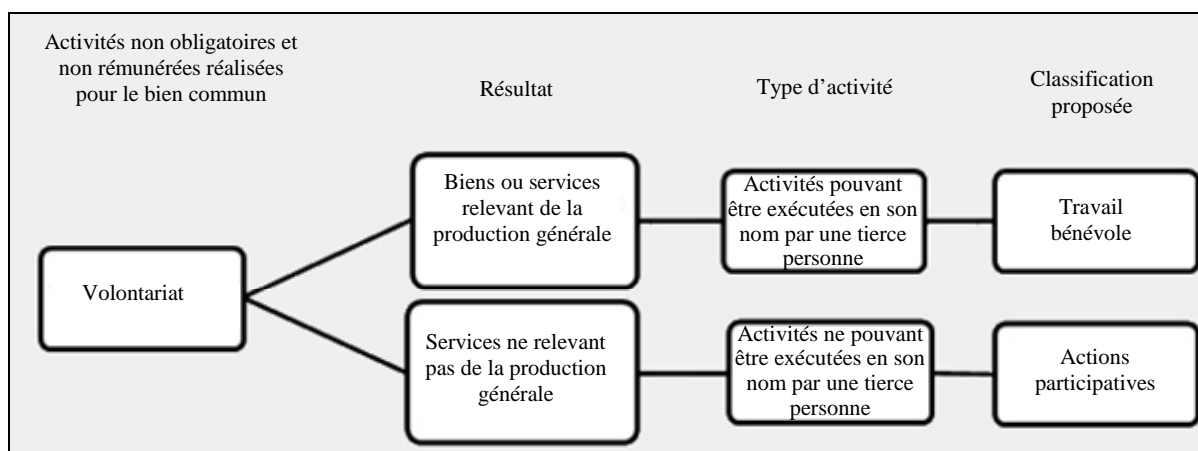 Activités non obligatoires et
non rémunérées réalisées
pour le bien commun
Résultat
Type d'activité
Classification
proposée
Volontariat
Biens ou services
relevant de la
production générale
Activités pouvant
être exécutées en son
nom par une tierce
personne
Travail
bénévole
Services ne relevant
pas de la production
générale
Activités ne pouvant
être exécutées en son
nom par une tierce
personne
Actions
participatives